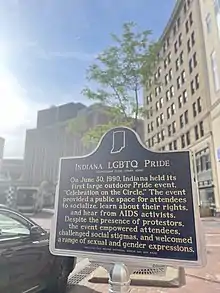 INDIANA LGBTQ PRIDE
On June 30, 1990, Indiana held its
first large outdoor Pride event,
"Celebration on the Circle." The event
provided a public space for attendees
to socialize, learn about their rights,
and hear from AIDS activists.
Despite the presence of protestors,
the event empowered attendees,
challenged social stigmas, and welcomed
a range of sexual and gender expressions.